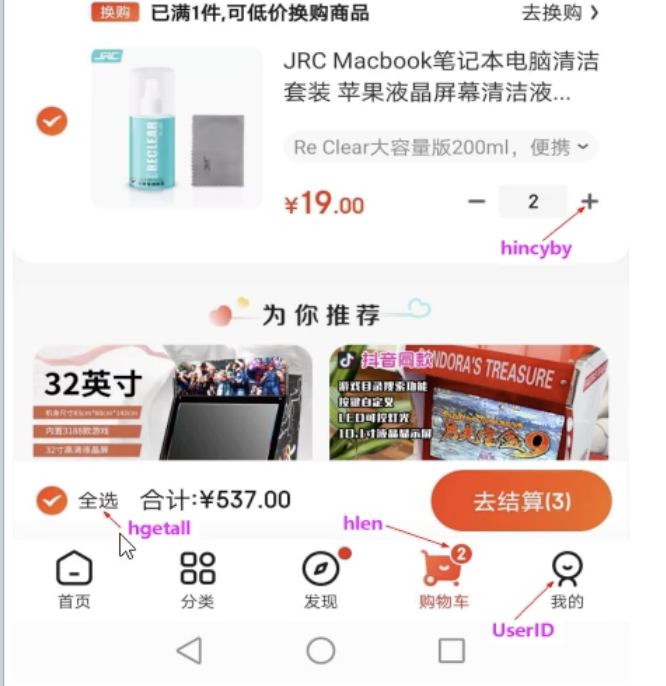 换购 已满1件,可低价换购商品 去换购
JRC
JRC Macbook笔记本电脑清洁
套装 苹果液晶屏幕清洁液...
RECLEAR
Re Clear大容量版200ml，便携
¥19.00
2
hincyby
为你推荐
32英寸
机身尺寸63cm*66cm*142cm
内置3188款游戏
32寸高清液晶屏
抖音同款
游戏目录搜索功能
按键自定义
LED可控灯光
10.1寸液晶显示屏
PANDORA'S TREASURE
9
全选 合计:¥537.00 去结算(3)
hgetall
hlen
2
首页 分类 发现 购物车 我的
UserID